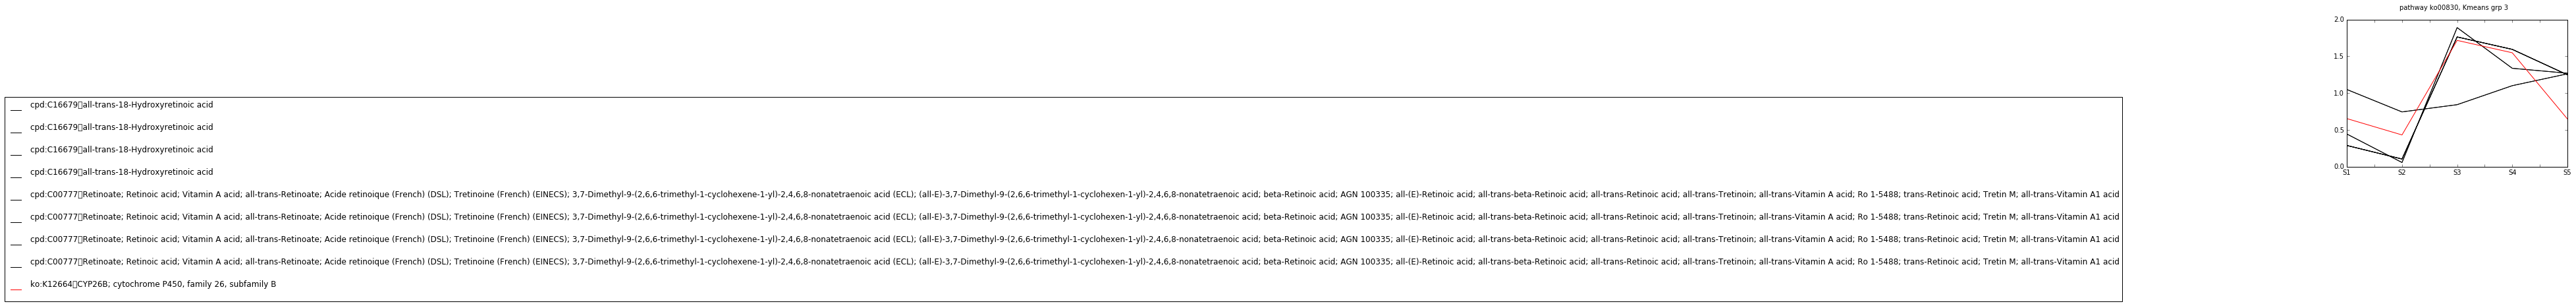 pathway ko00830, Kmeans grp 3
2.0
1.5
1.0
0.5
0.0
S1 S2 S3 S4 S5
cpd:C16679▯all-trans-18-Hydroxyretinoic acid
cpd:C16679▯all-trans-18-Hydroxyretinoic acid
cpd:C16679▯all-trans-18-Hydroxyretinoic acid
cpd:C16679▯all-trans-18-Hydroxyretinoic acid
cpd:C00777▯Retinoate; Retinoic acid; Vitamin A acid; all-trans-Retinoate; Acide retinoique (French) (DSL); Tretinoine (French) (EINECS); 3,7-Dimethyl-9-(2,6,6-trimethyl-1-cyclohexene-1-yl)-2,4,6,8-nonatetraenoic acid (ECL); (all-E)-3,7-Dimethyl-9-(2,6,6-trimethyl-1-cyclohexen-1-yl)-2,4,6,8-nonatetraenoic acid; beta-Retinoic acid; AGN 100335; all-(E)-Retinoic acid; all-trans-beta-Retinoic acid; all-trans-Retinoic acid; all-trans-Tretinoin; all-trans-Vitamin A acid; Ro 1-5488; trans-Retinoic acid; Tretin M; all-trans-Vitamin A1 acid
cpd:C00777▯Retinoate; Retinoic acid; Vitamin A acid; all-trans-Retinoate; Acide retinoique (French) (DSL); Tretinoine (French) (EINECS); 3,7-Dimethyl-9-(2,6,6-trimethyl-1-cyclohexene-1-yl)-2,4,6,8-nonatetraenoic acid (ECL); (all-E)-3,7-Dimethyl-9-(2,6,6-trimethyl-1-cyclohexen-1-yl)-2,4,6,8-nonatetraenoic acid; beta-Retinoic acid; AGN 100335; all-(E)-Retinoic acid; all-trans-beta-Retinoic acid; all-trans-Retinoic acid; all-trans-Tretinoin; all-trans-Vitamin A acid; Ro 1-5488; trans-Retinoic acid; Tretin M; all-trans-Vitamin A1 acid
cpd:C00777▯Retinoate; Retinoic acid; Vitamin A acid; all-trans-Retinoate; Acide retinoique (French) (DSL); Tretinoine (French) (EINECS); 3,7-Dimethyl-9-(2,6,6-trimethyl-1-cyclohexene-1-yl)-2,4,6,8-nonatetraenoic acid (ECL); (all-E)-3,7-Dimethyl-9-(2,6,6-trimethyl-1-cyclohexen-1-yl)-2,4,6,8-nonatetraenoic acid; beta-Retinoic acid; AGN 100335; all-(E)-Retinoic acid; all-trans-beta-Retinoic acid; all-trans-Retinoic acid; all-trans-Tretinoin; all-trans-Vitamin A acid; Ro 1-5488; trans-Retinoic acid; Tretin M; all-trans-Vitamin A1 acid
cpd:C00777▯Retinoate; Retinoic acid; Vitamin A acid; all-trans-Retinoate; Acide retinoique (French) (DSL); Tretinoine (French) (EINECS); 3,7-Dimethyl-9-(2,6,6-trimethyl-1-cyclohexene-1-yl)-2,4,6,8-nonatetraenoic acid (ECL); (all-E)-3,7-Dimethyl-9-(2,6,6-trimethyl-1-cyclohexen-1-yl)-2,4,6,8-nonatetraenoic acid; beta-Retinoic acid; AGN 100335; all-(E)-Retinoic acid; all-trans-beta-Retinoic acid; all-trans-Retinoic acid; all-trans-Tretinoin; all-trans-Vitamin A acid; Ro 1-5488; trans-Retinoic acid; Tretin M; all-trans-Vitamin A1 acid
ko:K12664▯CYP26B; cytochrome P450, family 26, subfamily B